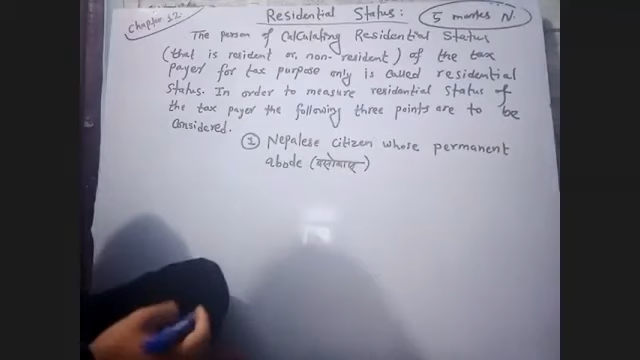 Chapter 12
Residential Status:
5 marks N.
The person of Calculating Residential Status
(that is resident or non-resident) of the tax
payer for tax purpose only is called residential
Status. In order to measure residential Status of
the tax payer the following three points are to be
Considered.
① Nepalese citizen whose permanent
abode (बसोबास)